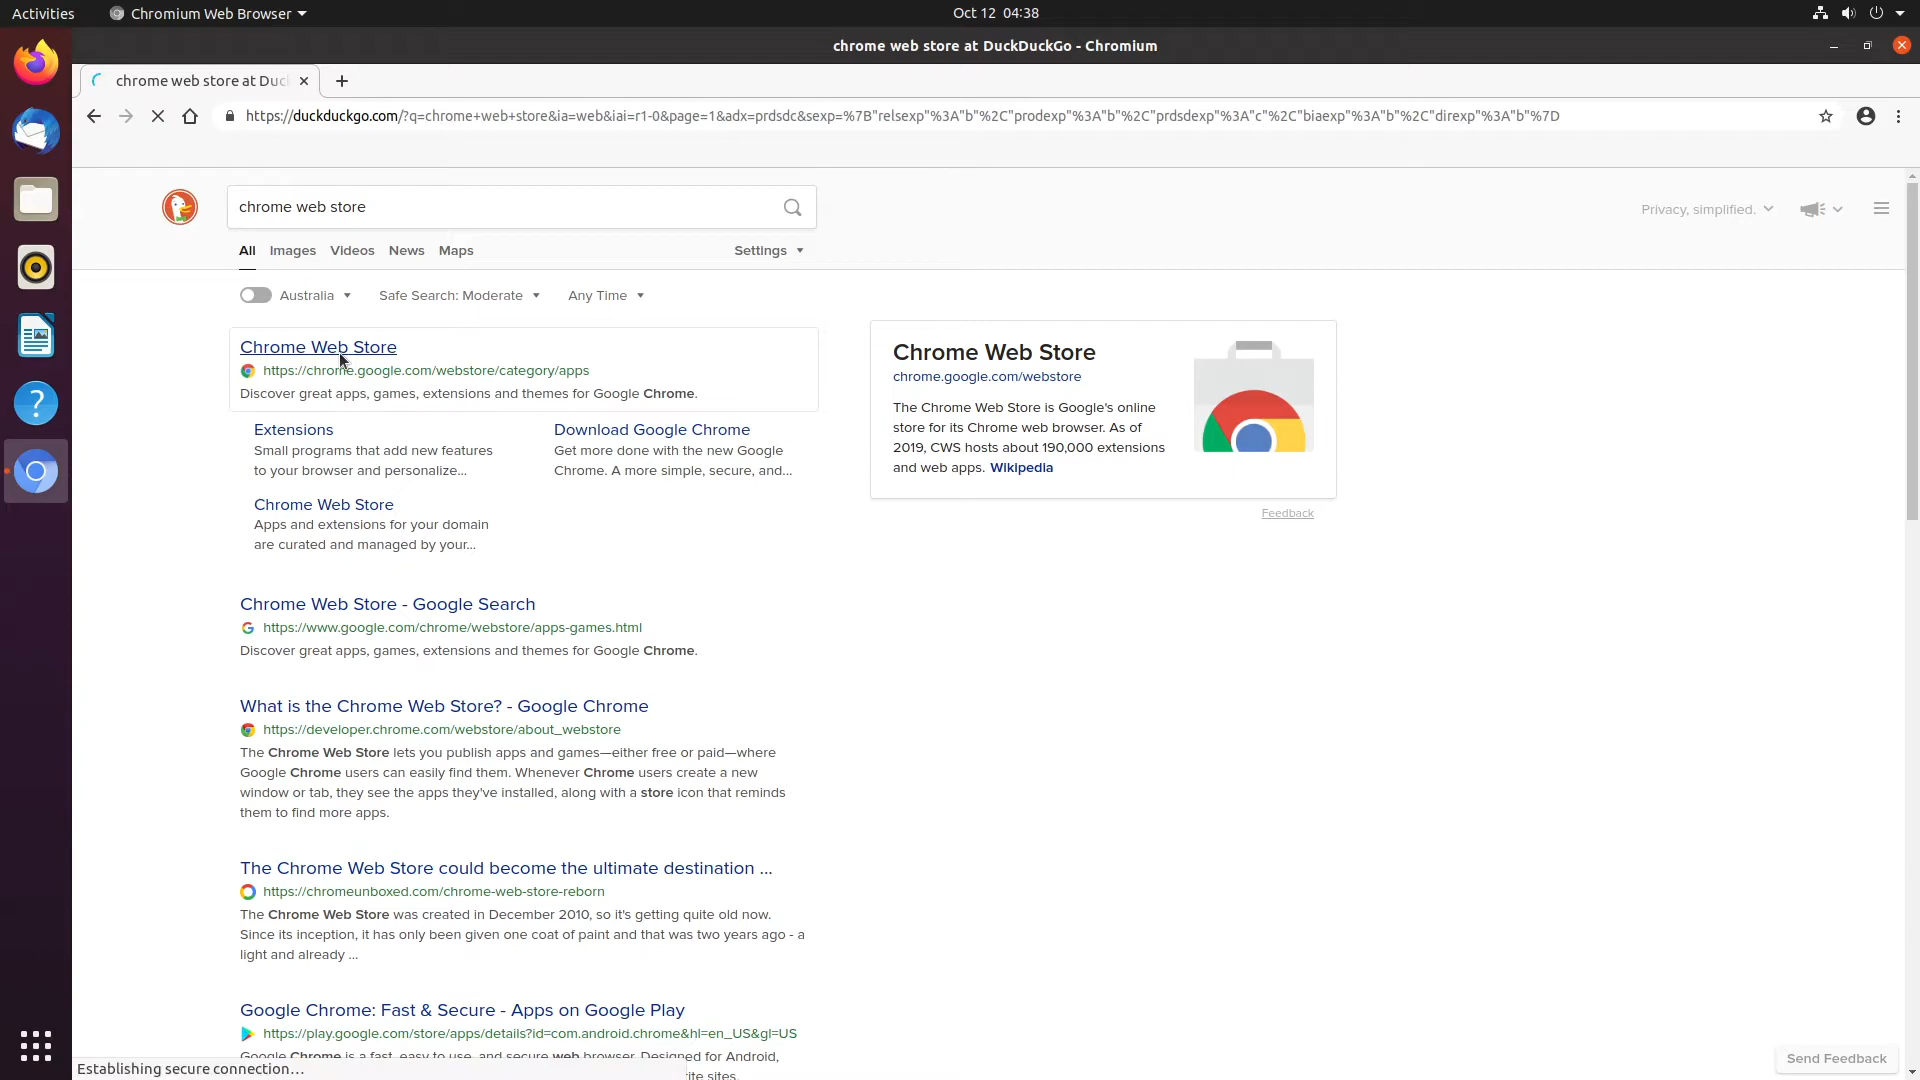 Activities
Chromium Web Browser
Oct 12 04:38
chrome web store at DuckDuckGo - Chromium
chrome web store at Duc
https://duckduckgo.com/?q=chrome+web+store&ia=web&iai=r1-0&page=1&adx=prdsdc&sexp=%7B"relsexp"%3A"b"%2C"prodexp"%3A"b"%2C"prdsdexp"%3A"c"%2C"biaexp"%3A"b"%2C"direxp"%3A"b"%7D
chrome web store
Privacy, simplified.
All Images Videos News Maps Settings
Australia Safe Search: Moderate Any Time
Chrome Web Store
https://chrome.google.com/webstore/category/apps
Discover great apps, games, extensions and themes for Google Chrome.
Extensions
Small programs that add new features
to your browser and personalize...
Download Google Chrome
Get more done with the new Google
Chrome. A more simple, secure, and...
Chrome Web Store
Apps and extensions for your domain
are curated and managed by your...
Chrome Web Store
chrome.google.com/webstore
The Chrome Web Store is Google's online
store for its Chrome web browser. As of
2019, CWS hosts about 190,000 extensions
and web apps. Wikipedia
Feedback
Chrome Web Store - Google Search
https://www.google.com/chrome/webstore/apps-games.html
Discover great apps, games, extensions and themes for Google Chrome.
What is the Chrome Web Store? - Google Chrome
https://developer.chrome.com/webstore/about_webstore
The Chrome Web Store lets you publish apps and games—either free or paid—where
Google Chrome users can easily find them. Whenever Chrome users create a new
window or tab, they see the apps they've installed, along with a store icon that reminds
them to find more apps.
The Chrome Web Store could become the ultimate destination ...
https://chromeunboxed.com/chrome-web-store-reborn
The Chrome Web Store was created in December 2010, so it's getting quite old now.
Since its inception, it has only been given one coat of paint and that was two years ago - a
light and already ...
Google Chrome: Fast & Secure - Apps on Google Play
https://play.google.com/store/apps/details?id=com.android.chrome&hl=en_US&gl=US
Google Chrome is a fast, easy to use, and secure web browser. Designed for Android,
ite sites.
Establishing secure connection...
Send Feedback